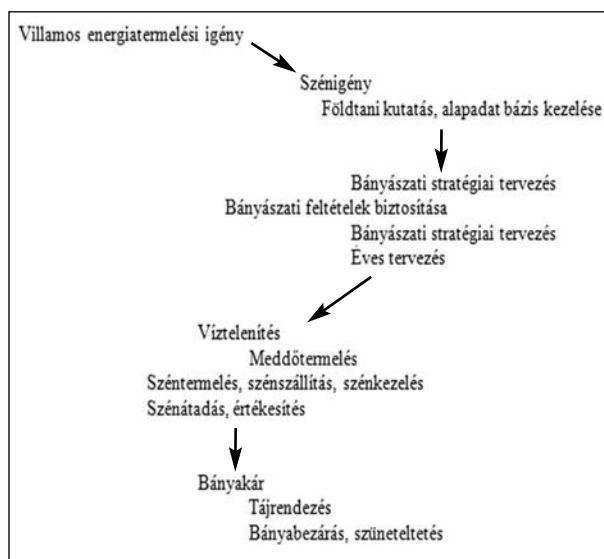 Villamos energiatermelési igény
Szénigény
Földtani kutatás, alapadat bázis kezelése
Bányászati stratégiai tervezés
Bányászati feltételek biztosítása
Bányászati stratégiai tervezés
Éves tervezés
Víztelenítés
Meddőtermelés
Széntermelés, szénszállítás, szénkezelés
Szénátadás, értékesítés
Bányakár
Tájrendezés
Bányabezárás, szüneteltetés